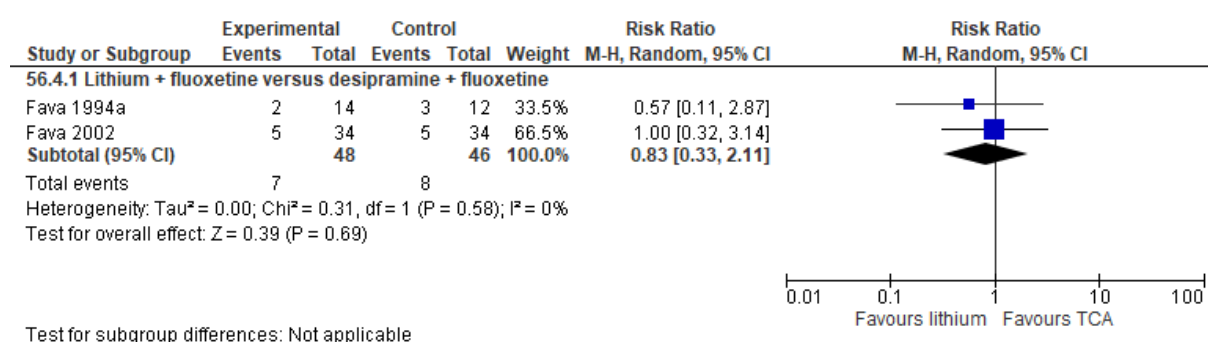 Experimental Control Risk Ratio Risk Ratio
Study or Subgroup Events Total Events Total Weight M-H, Random, 95% CI M-H, Random, 95% CI
56.4.1 Lithium + fluoxetine versus desipramine + fluoxetine
Fava 1994a 2 14 3 12 33.5% 0.57 [0.11, 2.87]
Fava 2002 5 34 5 34 66.5% 1.00 [0.32, 3.14]
Subtotal (95% CI) 48 46 100.0% 0.83 [0.33, 2.11]
Total events 7 8
Heterogeneity: Tau² = 0.00; Chi² = 0.31, df = 1 (P = 0.58); I² = 0%
Test for overall effect: Z = 0.39 (P = 0.69)
0.01 0.1 1 10 100
Favours lithium Favours TCA
Test for subgroup differences: Not applicable